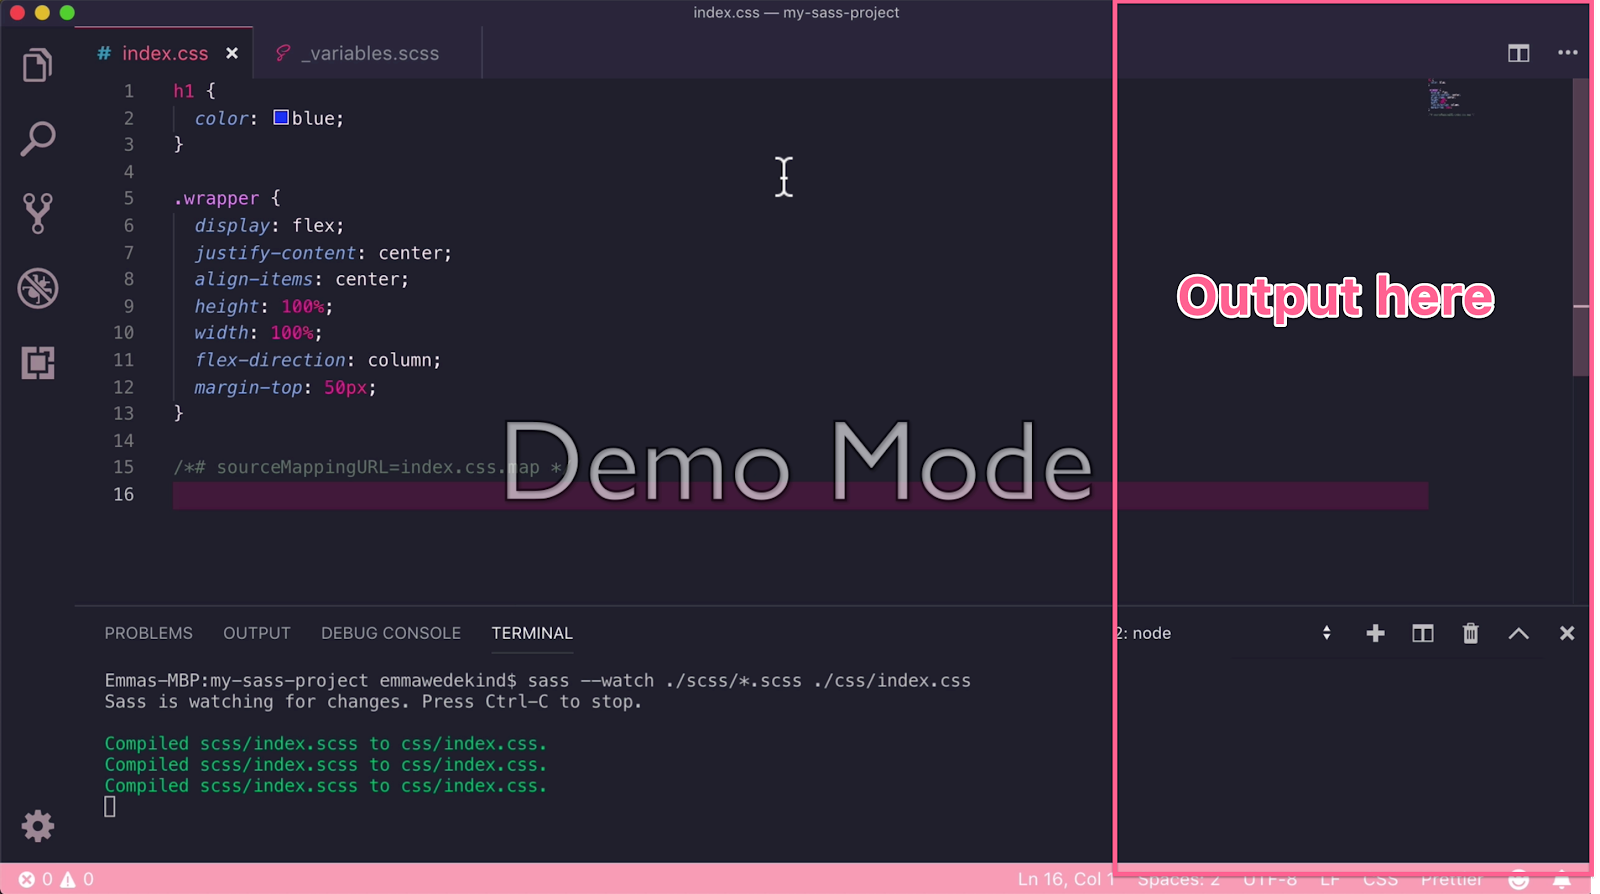 index.css — my-sass-project
# index.css × _variables.scss
1 h1 {
2 color: blue;
3 }
4
5 .wrapper {
6 display: flex;
7 justify-content: center;
8 align-items: center;
9 height: 100%;
10 width: 100%;
11 flex-direction: column;
12 margin-top: 50px;
13 }
14
15 /*# sourceMappingURL=index.css.map *
16
Output here
Demo Mode
PROBLEMS OUTPUT DEBUG CONSOLE TERMINAL 2: node
Emmas-MBP:my-sass-project emmawedekind$ sass --watch ./scss/*.scss ./css/index.css
Sass is watching for changes. Press Ctrl-C to stop.
Compiled scss/index.scss to css/index.css.
Compiled scss/index.scss to css/index.css.
Compiled scss/index.scss to css/index.css.
0 0 Ln 16, Col 1 Spaces: 2 UTF-8 LF CSS Prettier